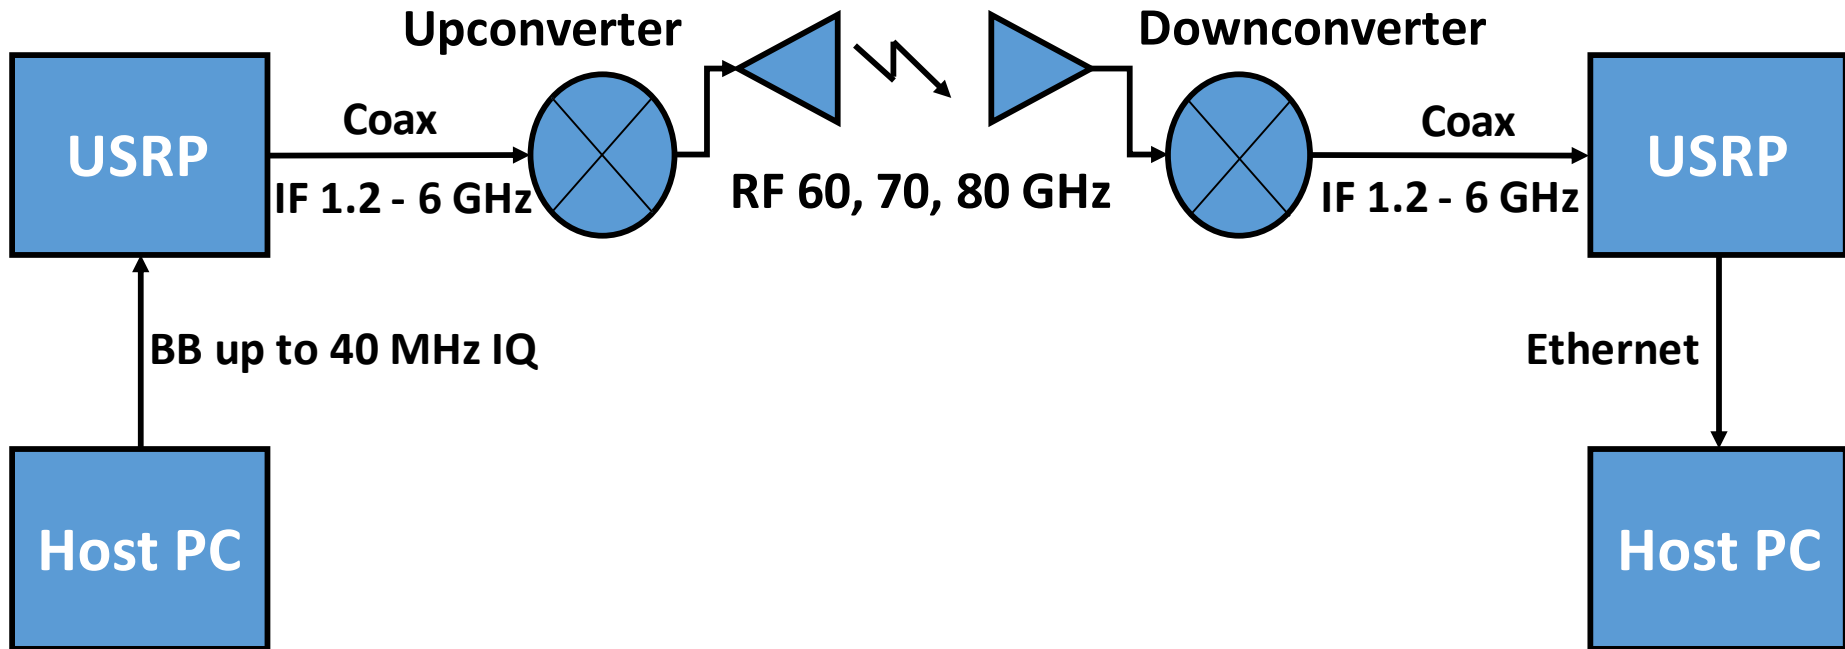 Upconverter
Downconverter
USRP
Coax
IF 1.2 - 6 GHz
RF 60, 70, 80 GHz
Coax
IF 1.2 - 6 GHz
USRP
BB up to 40 MHz IQ
Ethernet
Host PC
Host PC